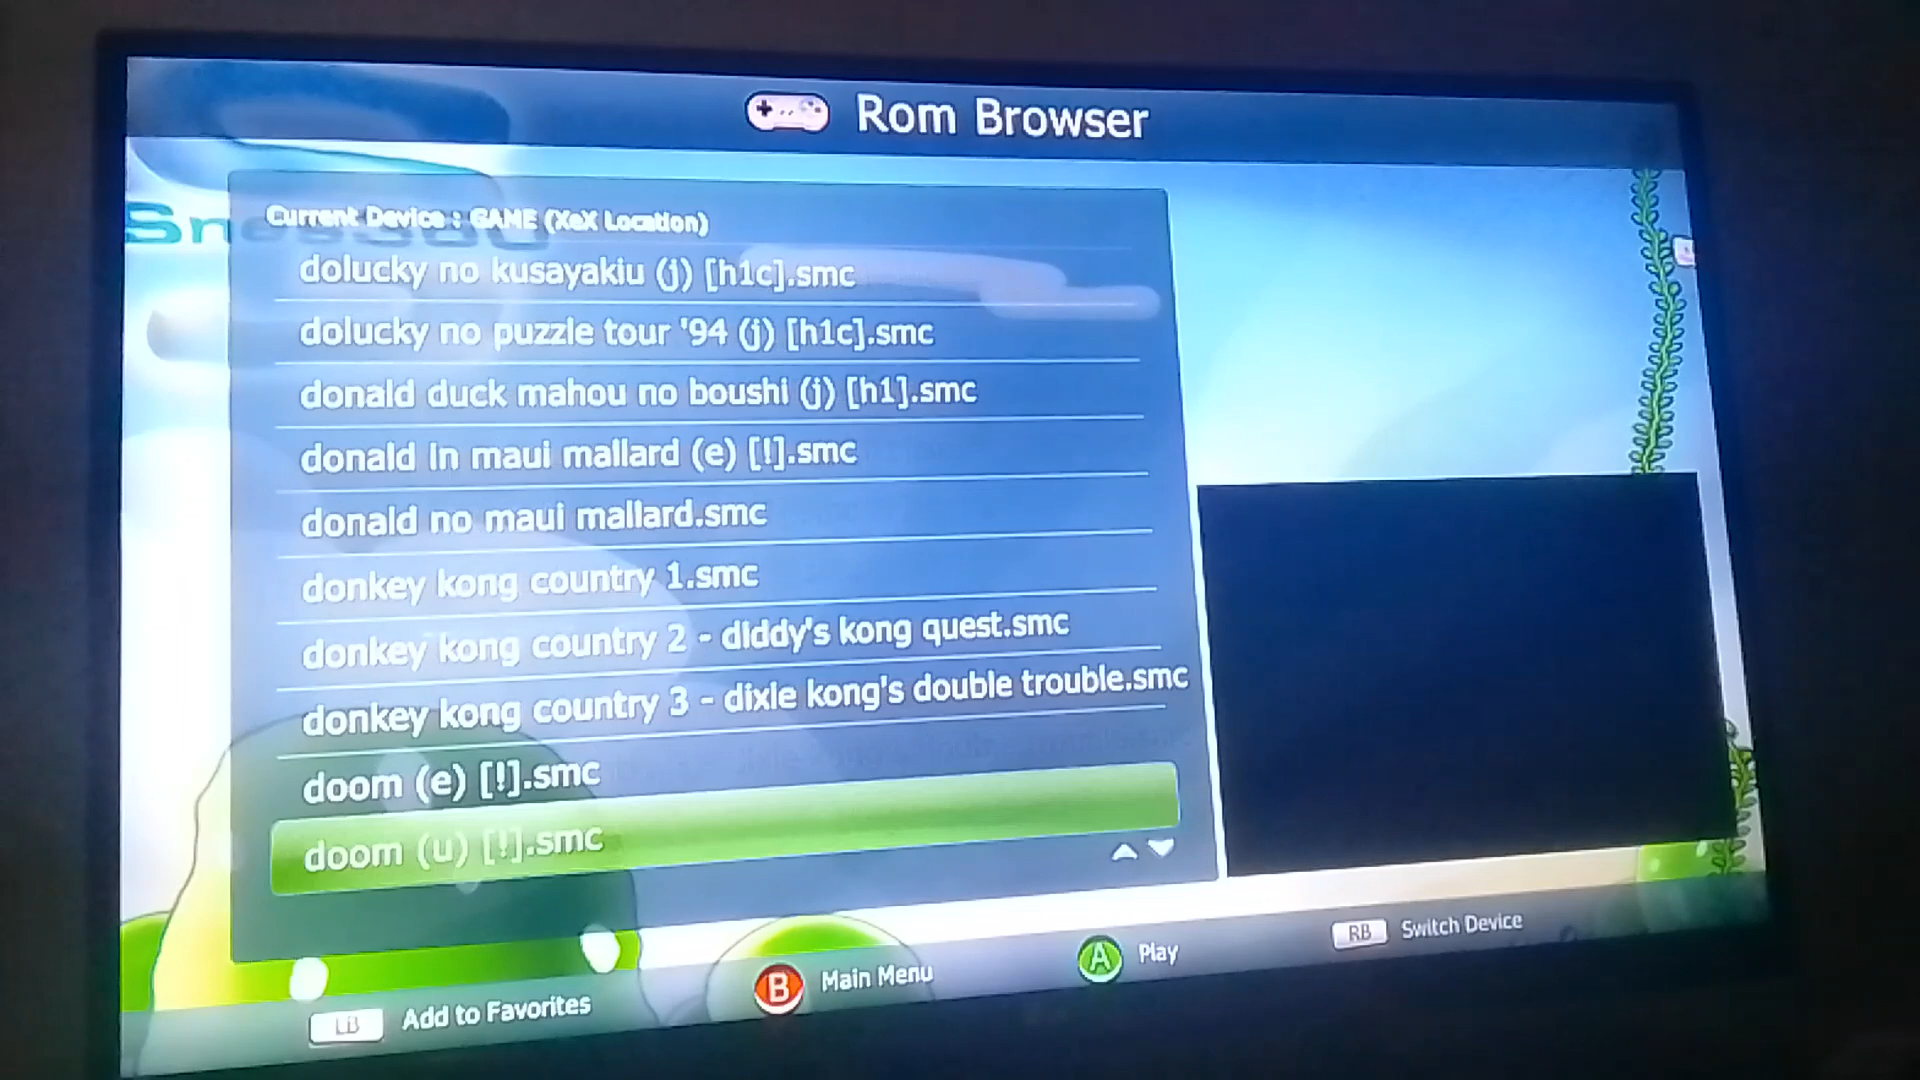 Rom Browser
Current Device : GAME (XeX Location)
dolucky no kusayakiu (j) [h1c].smc
dolucky no puzzle tour '94 (j) [h1c].smc
donald duck mahou no boushi (j) [h1].smc
donald in maui mallard (e) [!].smc
donald no maui mallard.smc
donkey kong country 1.smc
donkey kong country 2 - diddy's kong quest.smc
donkey kong country 3 - dixie kong's double trouble.smc
doom (e) [!].smc
doom (u) [!].smc
LB Add to Favorites
B Main Menu
A Play
RB Switch Device